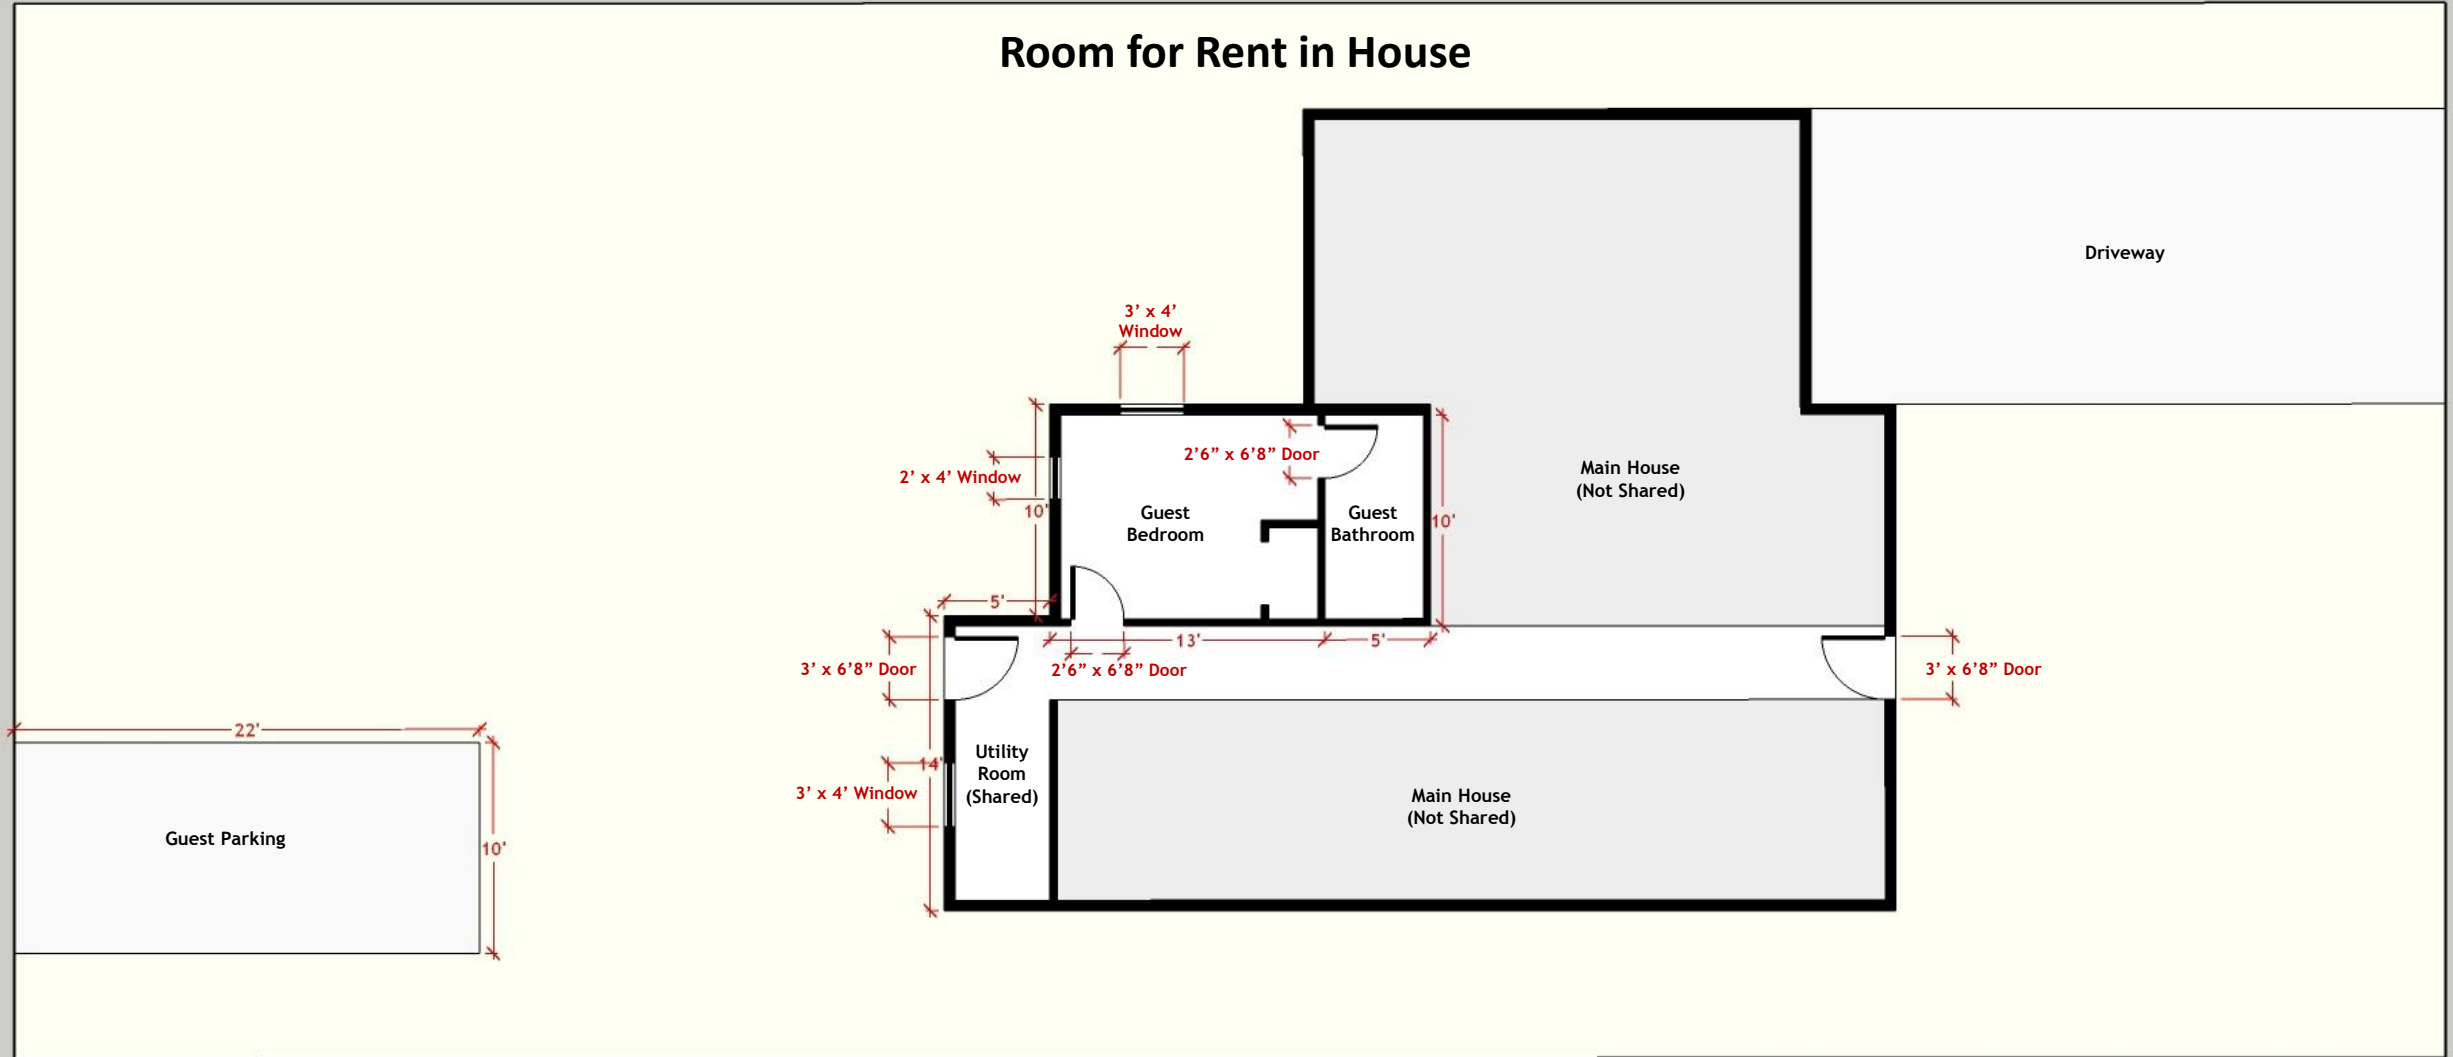 Room for Rent in House
Driveway
3’ x 4’
Window
2’6” x 6’8” Door
2’ x 4’ Window
Main House
(Not Shared)
10'
Guest
Bedroom
Guest
Bathroom
10'
5'
13'
5'
3’ x 6’8” Door
2’6” x 6’8” Door
3’ x 6’8” Door
22'
Utility
Room
(Shared)
14'
3’ x 4’ Window
Main House
(Not Shared)
Guest Parking
10'